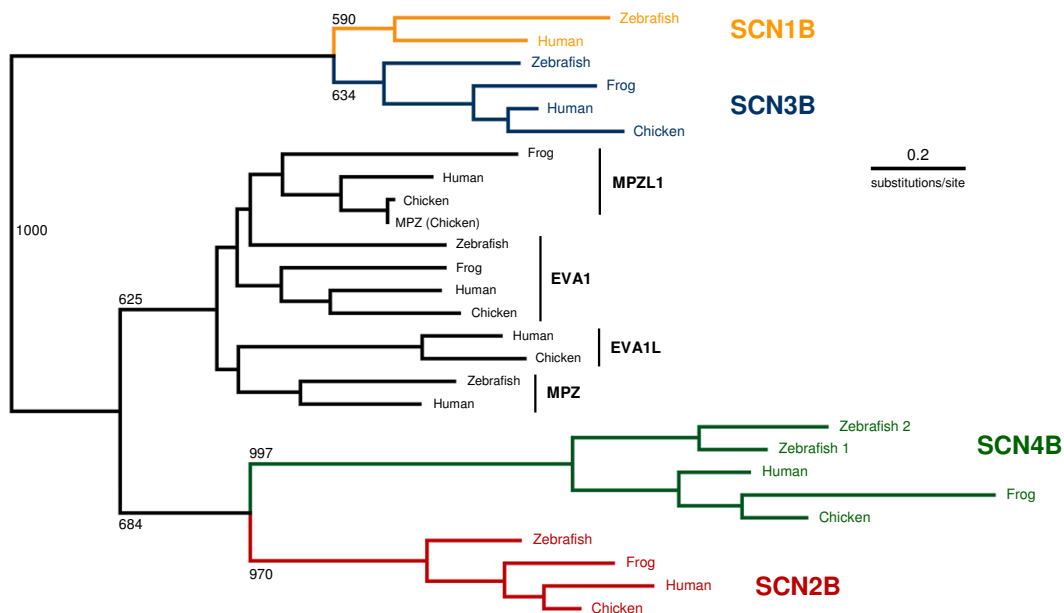 590
Zebrafish
SCN1B
Human
Zebrafish
634
Frog
SCN3B
Human
Chicken
Frog
0.2
substitutions/site
Human
MPZL1
Chicken
MPZ (Chicken)
1000
Zebrafish
Frog
EVA1
Human
625
Chicken
Human
EVA1L
Chicken
Zebrafish
MPZ
Human
Zebrafish 2
997
Zebrafish 1
SCN4B
Human
Frog
Chicken
684
Zebrafish
970
Frog
SCN2B
Human
Chicken